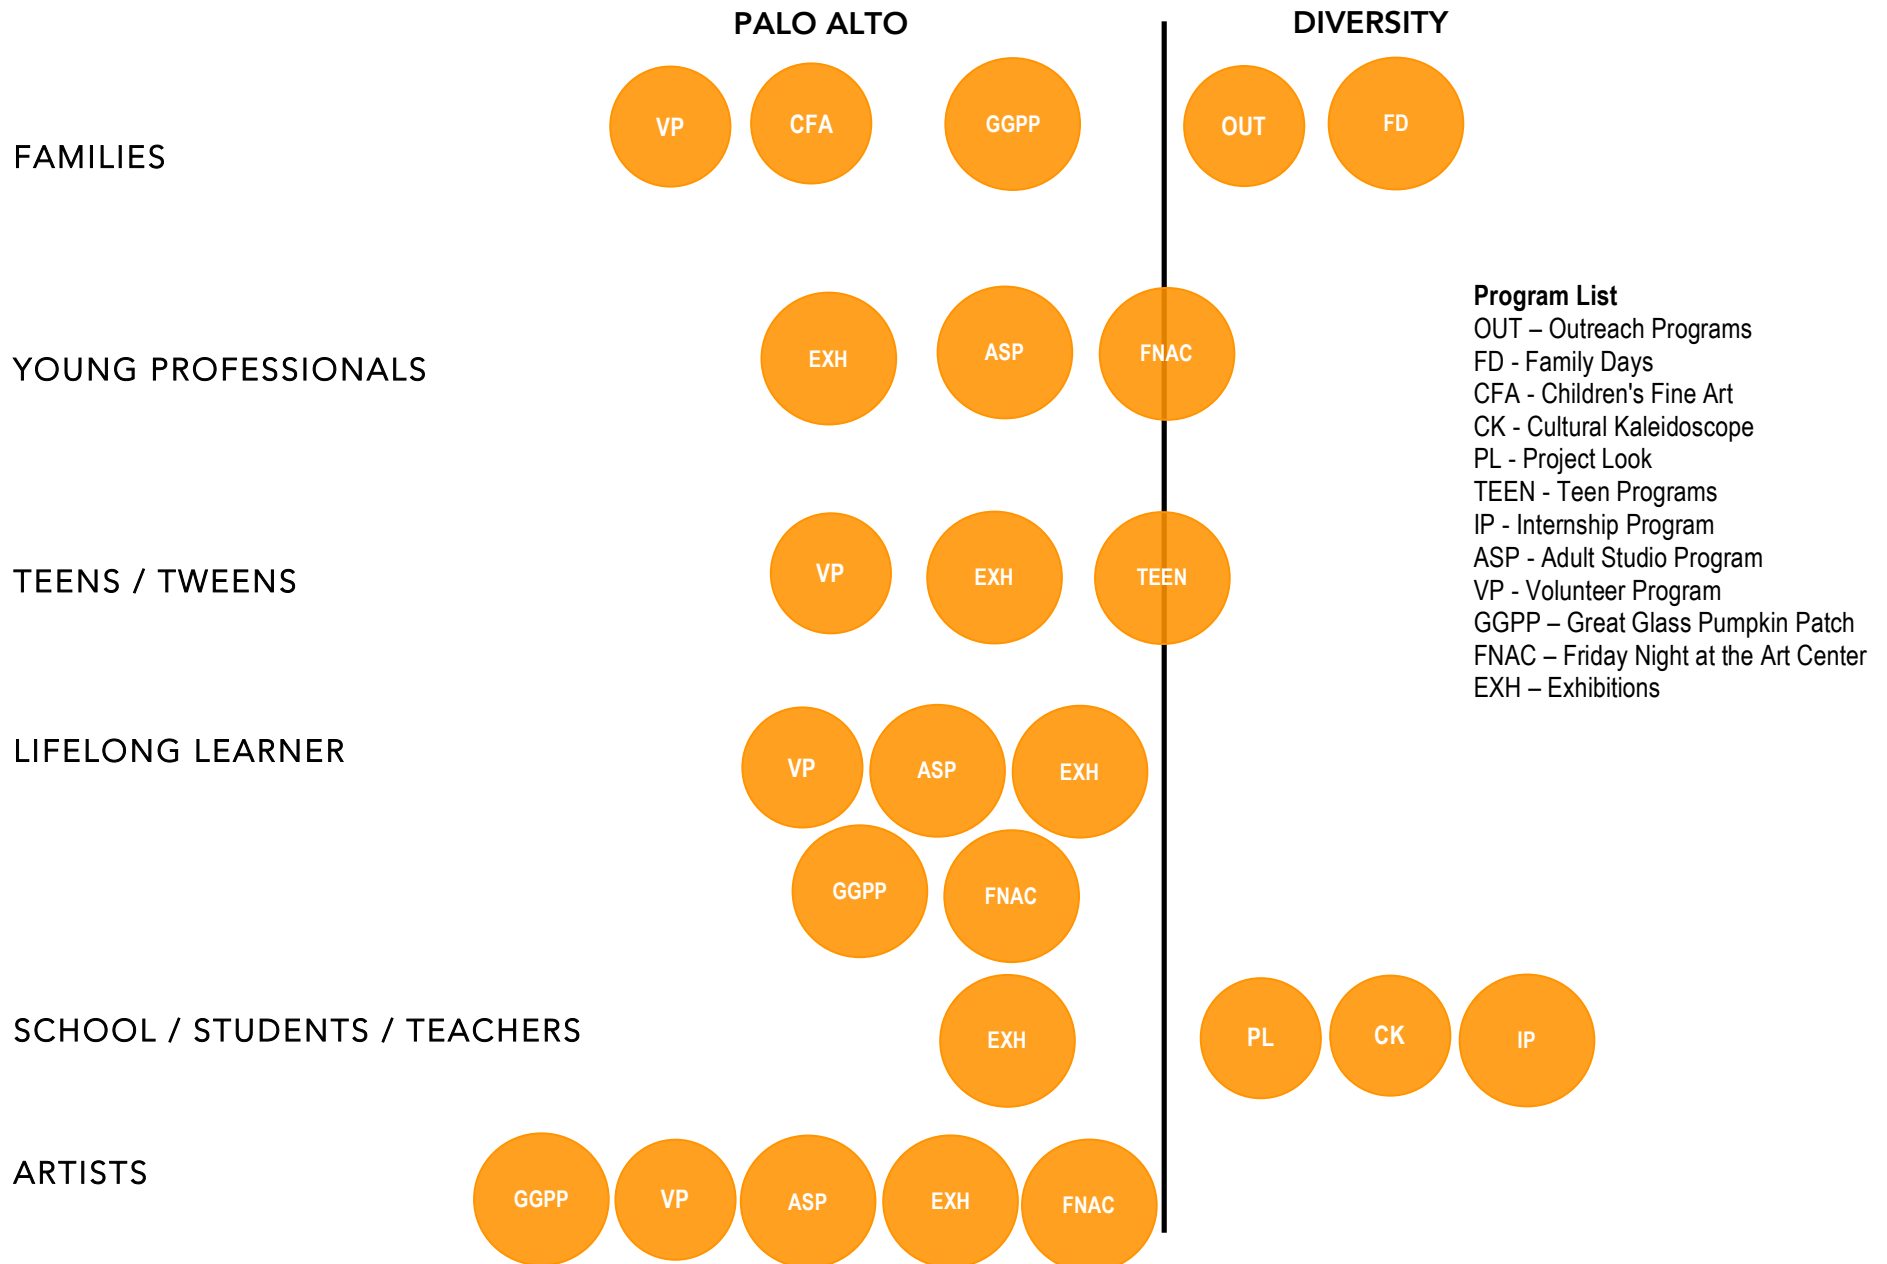 PALO ALTO
DIVERSITY
FAMILIES
VP
CFA
GGPP
OUT
FD
YOUNG PROFESSIONALS
EXH
ASP
FNAC
Program List
OUT – Outreach Programs
FD - Family Days
CFA - Children's Fine Art
CK - Cultural Kaleidoscope
PL - Project Look
TEEN - Teen Programs
IP - Internship Program
ASP - Adult Studio Program
VP - Volunteer Program
GGPP – Great Glass Pumpkin Patch
FNAC – Friday Night at the Art Center
EXH – Exhibitions
TEENS / TWEENS
VP
EXH
TEEN
LIFELONG LEARNER
VP
ASP
EXH
GGPP
FNAC
SCHOOL / STUDENTS / TEACHERS
EXH
PL
CK
IP
ARTISTS
GGPP
VP
ASP
EXH
FNAC